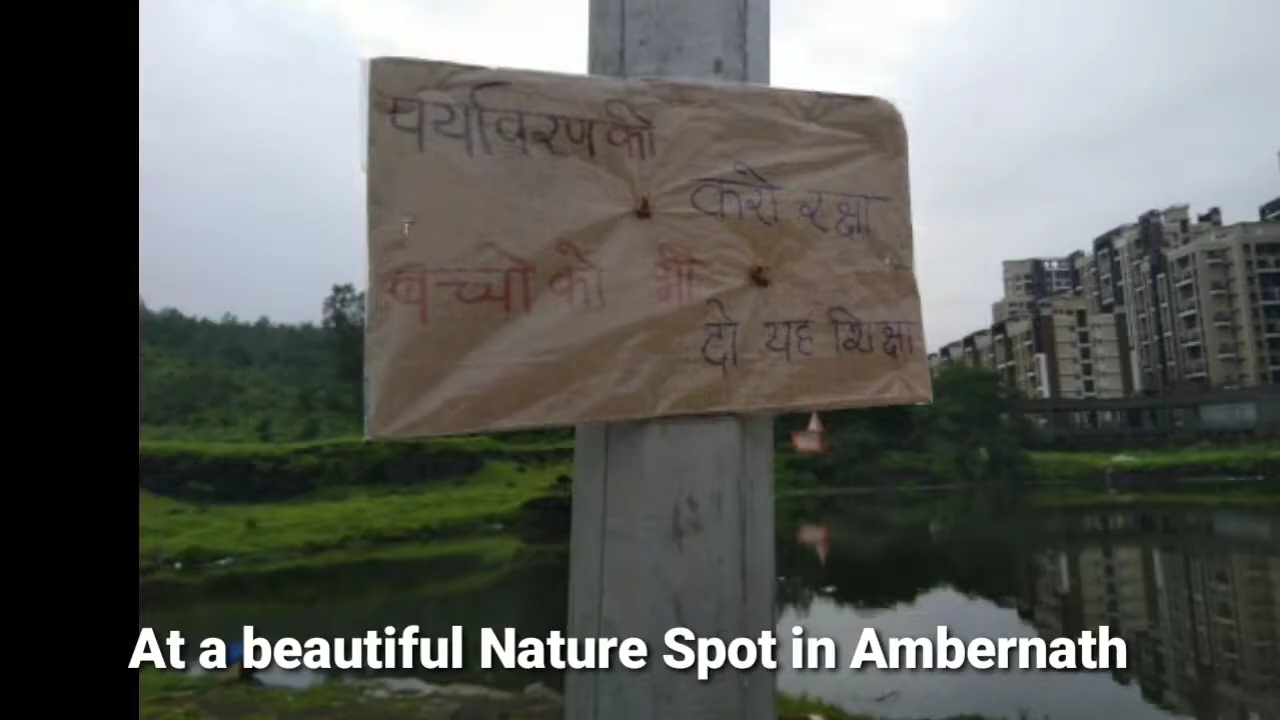 पर्यावरण की
करो रक्षा
बच्चो को भी
दो यह शिक्षा
At a beautiful Nature Spot in Ambernath